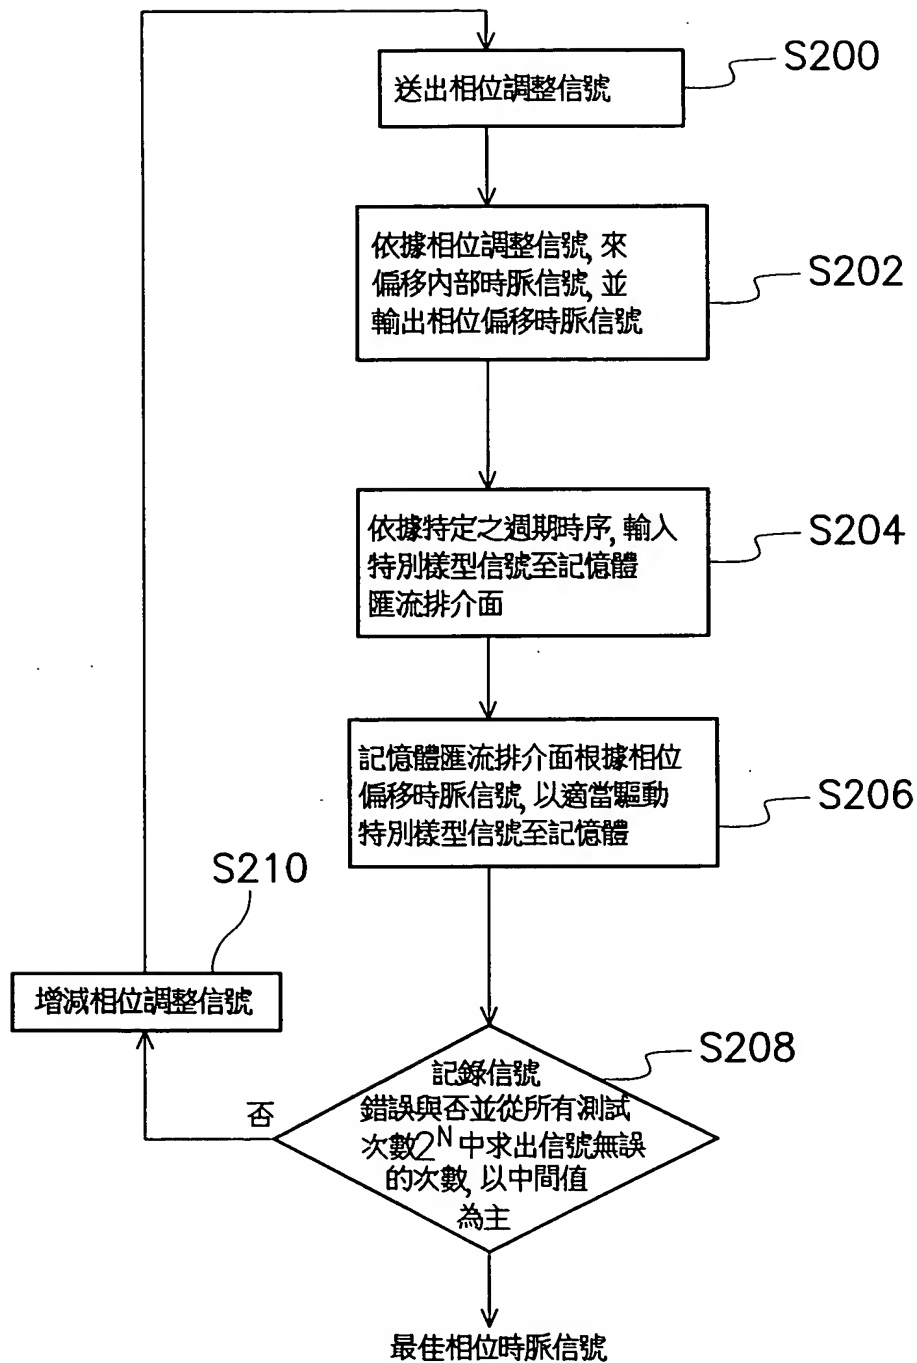 S200
送出相位調整信號
依據相位調整信號, 來
偏移內部時脈信號, 並
輸出相位偏移時脈信號
S202
依據特定之週期時序, 輸入
特別樣型信號至記憶體
匯流排介面
S204
記憶體匯流排介面根據相位
偏移時脈信號, 以適當驅動
特別樣型信號至記憶體
S206
S210
增減相位調整信號
S208
記錄信號
錯誤與否並從所有測試
次數2^N 中求出信號無誤
的次數, 以中間值
為主
否
最佳相位時脈信號